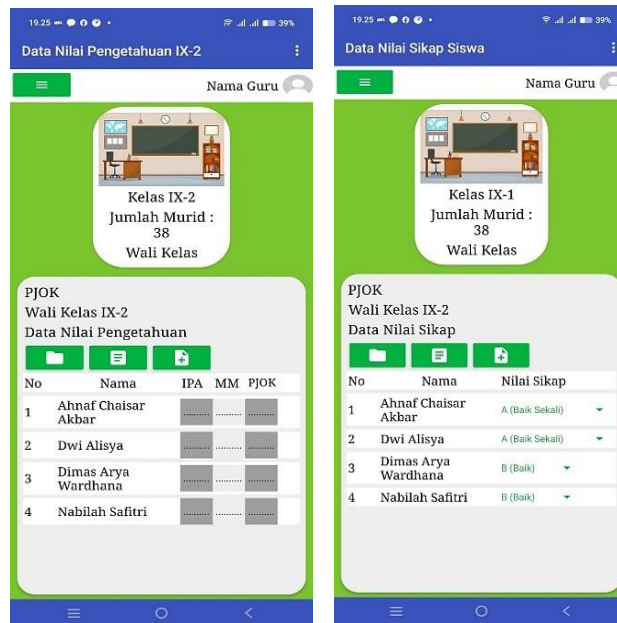 19.25
39%
Data Nilai Pengetahuan IX-2
Nama Guru
Kelas IX-2
Jumlah Murid :
38
Wali Kelas
PJOK
Wali Kelas IX-2
Data Nilai Pengetahuan
No Nama IPA MM PJOK
1 Ahnaf Chaisar
Akbar .......... .......... ..........
2 Dwi Alisya .......... .......... ..........
3 Dimas Arya
Wardhana .......... .......... ..........
4 Nabilah Safitri .......... .......... ..........
19.25
39%
Data Nilai Sikap Siswa
Nama Guru
Kelas IX-1
Jumlah Murid :
38
Wali Kelas
PJOK
Wali Kelas IX-2
Data Nilai Sikap
No Nama Nilai Sikap
1 Ahnaf Chaisar
Akbar A (Baik Sekali)
2 Dwi Alisya A (Baik Sekali)
3 Dimas Arya
Wardhana B (Baik)
4 Nabilah Safitri B (Baik)